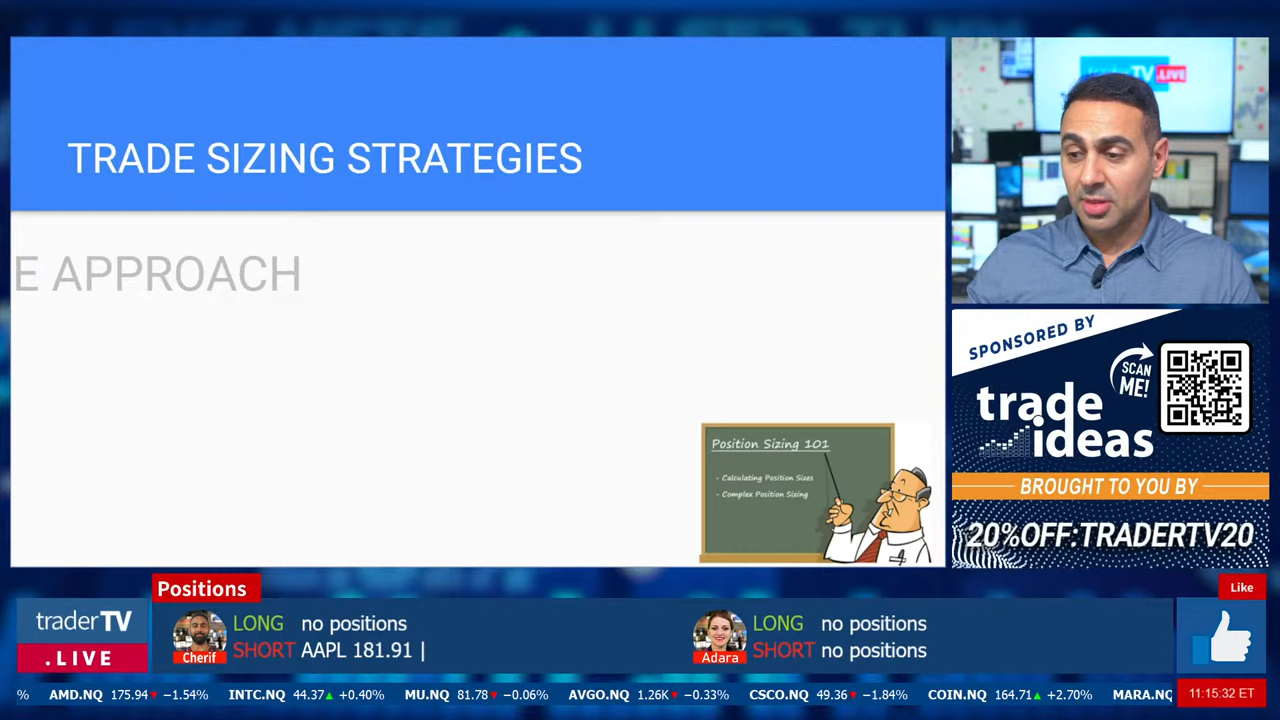 TRADE SIZING STRATEGIES
E APPROACH
Position Sizing 101
- Calculating Position Sizes
- Complex Position Sizing
traderTV.LIVE
SPONSORED BY
SCAN
ME!
trade
ideas
BROUGHT TO YOU BY
20%OFF:TRADERTV20
Positions
Like
traderTV
.LIVE
Cherif
LONG no positions
SHORT AAPL 181.91 |
Adara
LONG no positions
SHORT no positions
% AMD.NQ 175.94▼ −1.54% INTC.NQ 44.37▲ +0.40% MU.NQ 81.78▼ −0.06% AVGO.NQ 1.26K▼ −0.33% CSCO.NQ 49.36▼ −1.84% COIN.NQ 164.71▲ +2.70% MARA.NQ
11:15:32 ET